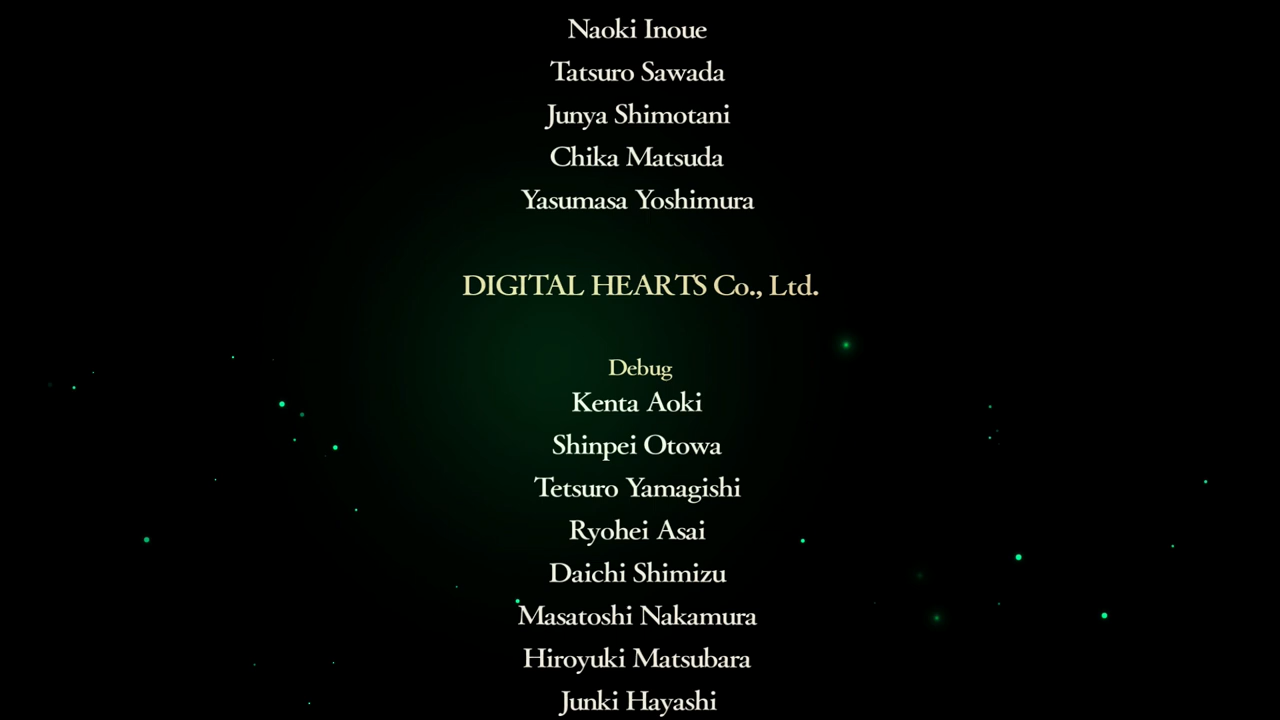 Naoki Inoue
Tatsuro Sawada
Junya Shimotani
Chika Matsuda
Yasumasa Yoshimura
DIGITAL HEARTS Co., Ltd.
Debug
Kenta Aoki
Shinpei Otowa
Tetsuro Yamagishi
Ryohei Asai
Daichi Shimizu
Masatoshi Nakamura
Hiroyuki Matsubara
Junki Hayashi